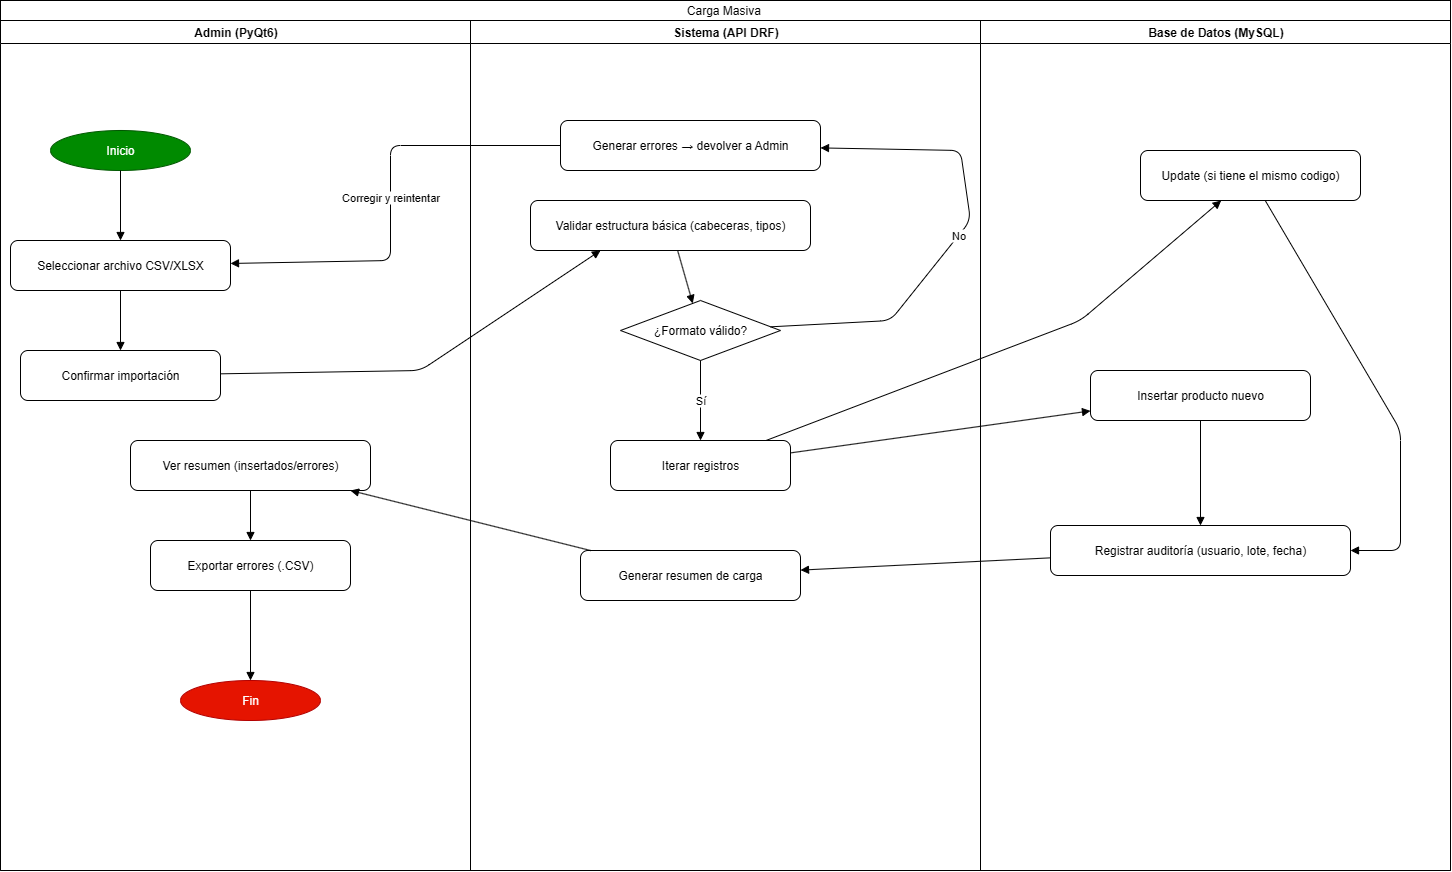 Carga Masiva
Admin (PyQt6)
Sistema (API DRF)
Base de Datos (MySQL)
Inicio
Generar errores → devolver a Admin
Update (si tiene el mismo codigo)
Corregir y reintentar
Validar estructura básica (cabeceras, tipos)
No
Seleccionar archivo CSV/XLSX
¿Formato válido?
Confirmar importación
Sí
Insertar producto nuevo
Ver resumen (insertados/errores)
Iterar registros
Registrar auditoría (usuario, lote, fecha)
Exportar errores (.CSV)
Generar resumen de carga
Fin